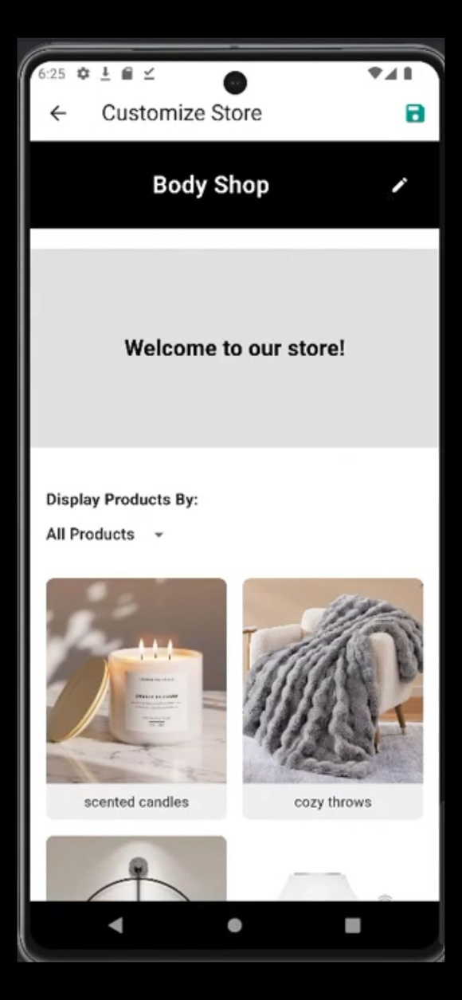 6:25
Customize Store
Body Shop
Welcome to our store!
Display Products By:
All Products
scented candles
cozy throws